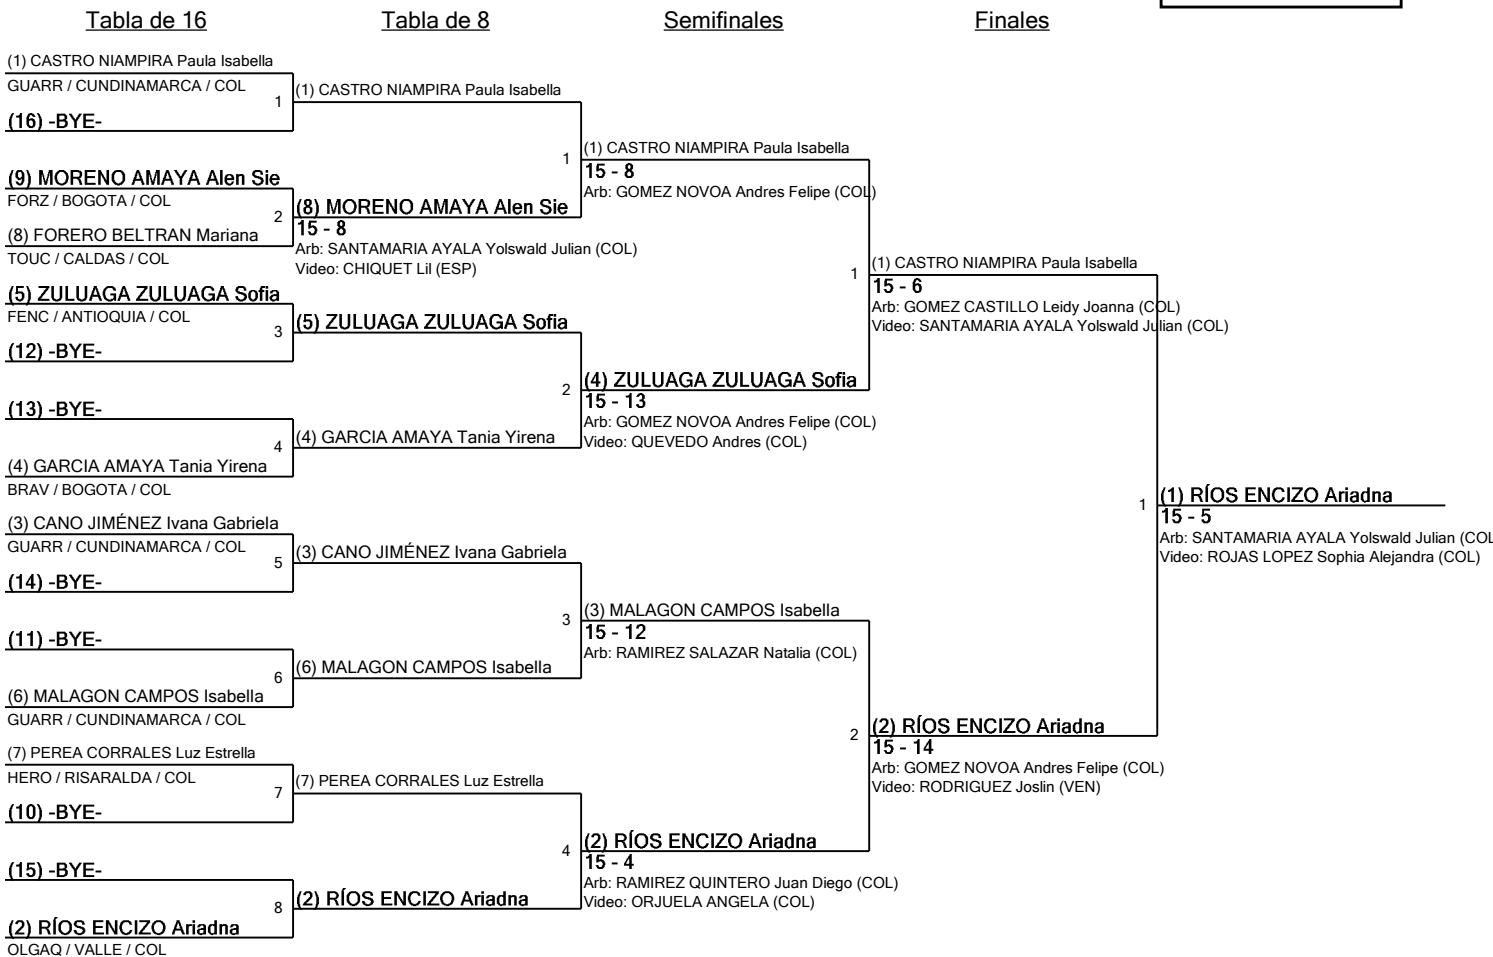 Tabla de 16
Tabla de 8
Semifinales
Finales
(1) CASTRO NIAMPIRA Paula Isabella
GUARR / CUNDINAMARCA / COL
1
(16) -BYE-
(9) MORENO AMAYA Alen Sie
FORZ / BOGOTA / COL
2
(8) FORERO BELTRAN Mariana
TOUC / CALDAS / COL
(5) ZULUAGA ZULUAGA Sofia
FENC / ANTIOQUIA / COL
3
(12) -BYE-
(13) -BYE-
4
(4) GARCIA AMAYA Tania Yirena
BRAV / BOGOTA / COL
(3) CANO JIMÉNEZ Ivana Gabriela
GUARR / CUNDINAMARCA / COL
5
(14) -BYE-
(11) -BYE-
6
(6) MALAGON CAMPOS Isabella
GUARR / CUNDINAMARCA / COL
(7) PEREA CORRALES Luz Estrella
HERO / RISARALDA / COL
7
(10) -BYE-
(15) -BYE-
8
(2) RÍOS ENCIZO Ariadna
OLGAQ / VALLE / COL
(1) CASTRO NIAMPIRA Paula Isabella
1
(8) MORENO AMAYA Alen Sie
15 - 8
Arb: SANTAMARIA AYALA Yolswald Julian (COL)
Video: CHIQUET Lil (ESP)
(5) ZULUAGA ZULUAGA Sofia
2
(4) GARCIA AMAYA Tania Yirena
(3) CANO JIMÉNEZ Ivana Gabriela
3
(6) MALAGON CAMPOS Isabella
(7) PEREA CORRALES Luz Estrella
4
(2) RÍOS ENCIZO Ariadna
(1) CASTRO NIAMPIRA Paula Isabella
15 - 8
Arb: GOMEZ NOVOA Andres Felipe (COL)
1
(4) ZULUAGA ZULUAGA Sofia
15 - 13
Arb: GOMEZ NOVOA Andres Felipe (COL)
Video: QUEVEDO Andres (COL)
(3) MALAGON CAMPOS Isabella
15 - 12
Arb: RAMIREZ SALAZAR Natalia (COL)
2
(2) RÍOS ENCIZO Ariadna
15 - 4
Arb: RAMIREZ QUINTERO Juan Diego (COL)
Video: ORJUELA ANGELA (COL)
(1) CASTRO NIAMPIRA Paula Isabella
15 - 6
Arb: GOMEZ CASTILLO Leidy Joanna (COL)
Video: SANTAMARIA AYALA Yolswald Julian (COL)
1
(2) RÍOS ENCIZO Ariadna
15 - 14
Arb: GOMEZ NOVOA Andres Felipe (COL)
Video: RODRIGUEZ Joslin (VEN)
(1) RÍOS ENCIZO Ariadna
15 - 5
Arb: SANTAMARIA AYALA Yolswald Julian (COL
Video: ROJAS LOPEZ Sophia Alejandra (COL)